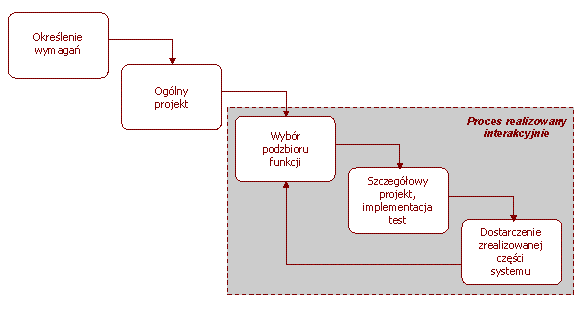 Określenie
wymagań
Ogólny
projekt
Proces realizowany
interakcyjnie
Wybór
podzbioru
funkcji
Szczegółowy
projekt,
implementacja
test
Dostarczenie
zrealizowanej
części
systemu